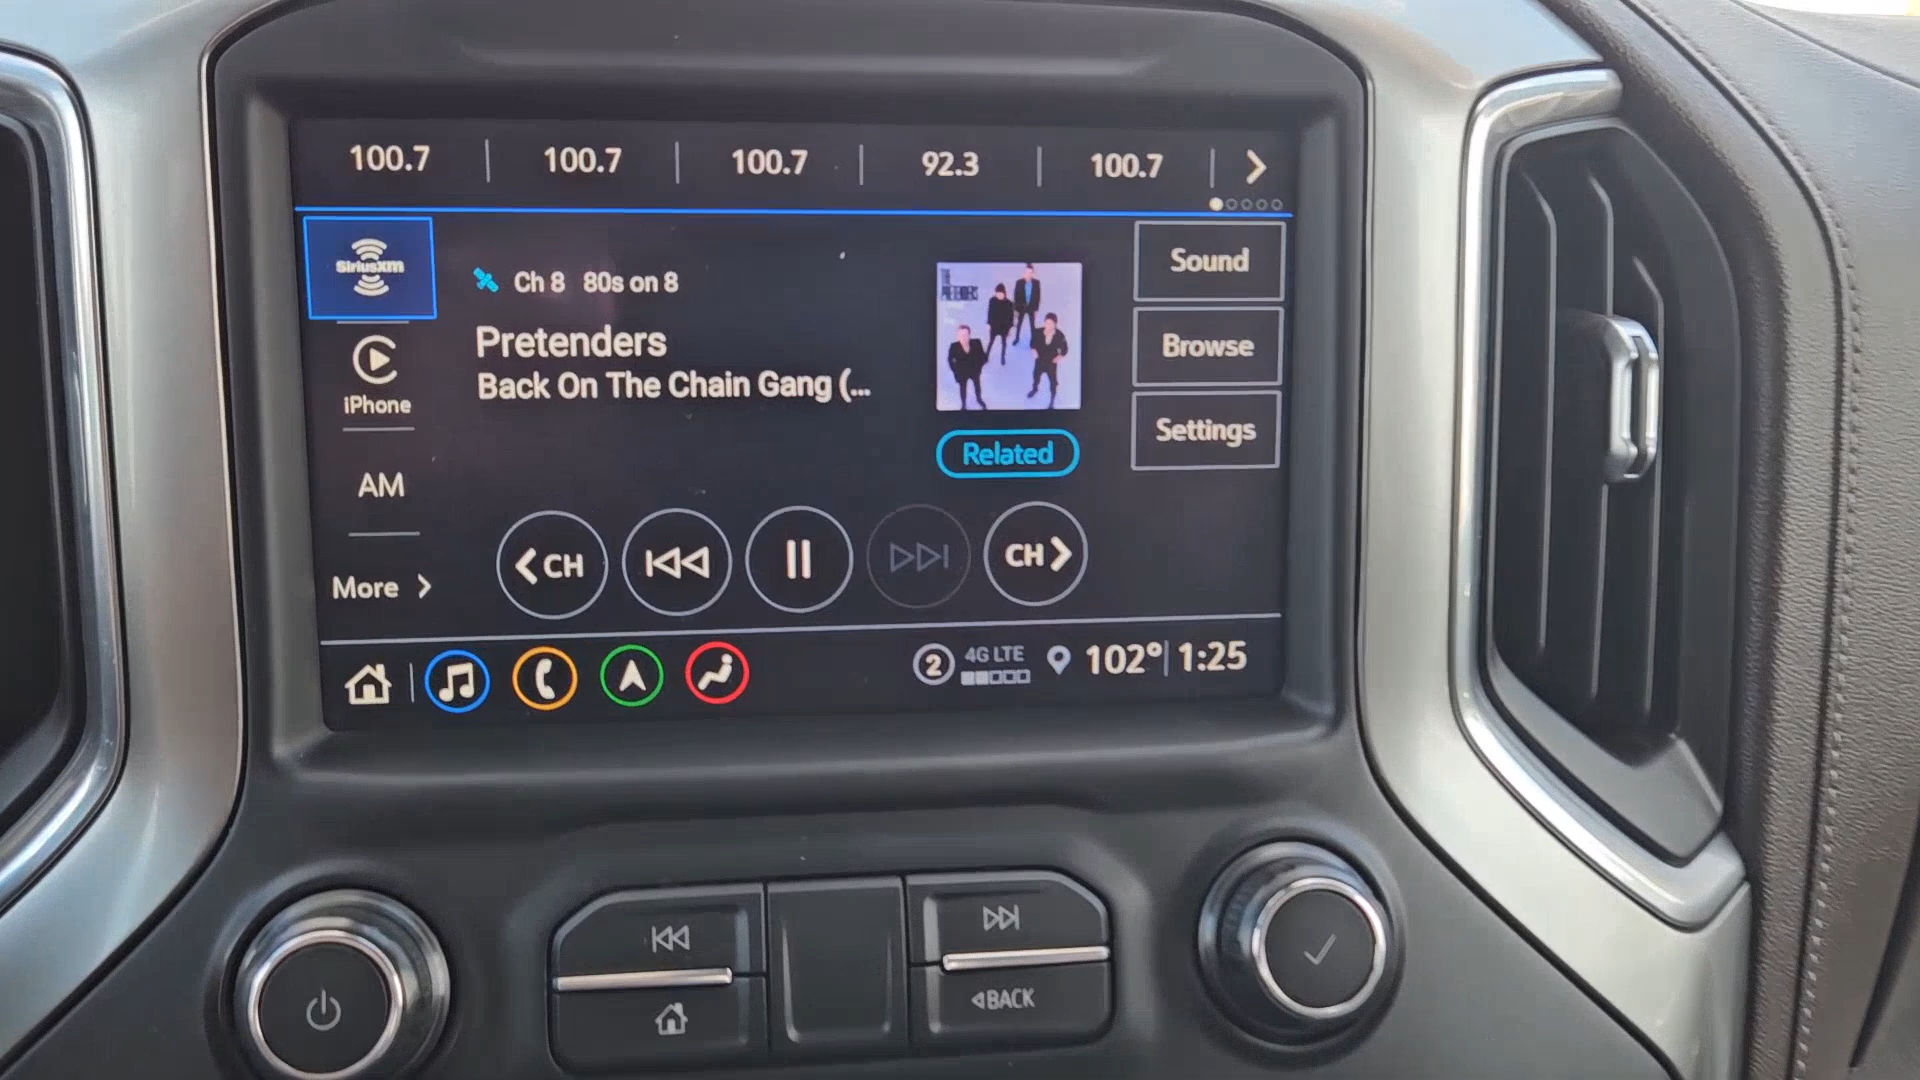 100.7 | 100.7 | 100.7 | 92.3 | 100.7
SiriusXM
Ch 8 80s on 8
Pretenders
Back On The Chain Gang (...
THE
PRETENDERS
Related
Sound
Browse
Settings
iPhone
AM
More
CH
CH
2 4G LTE 102° 1:25
BACK